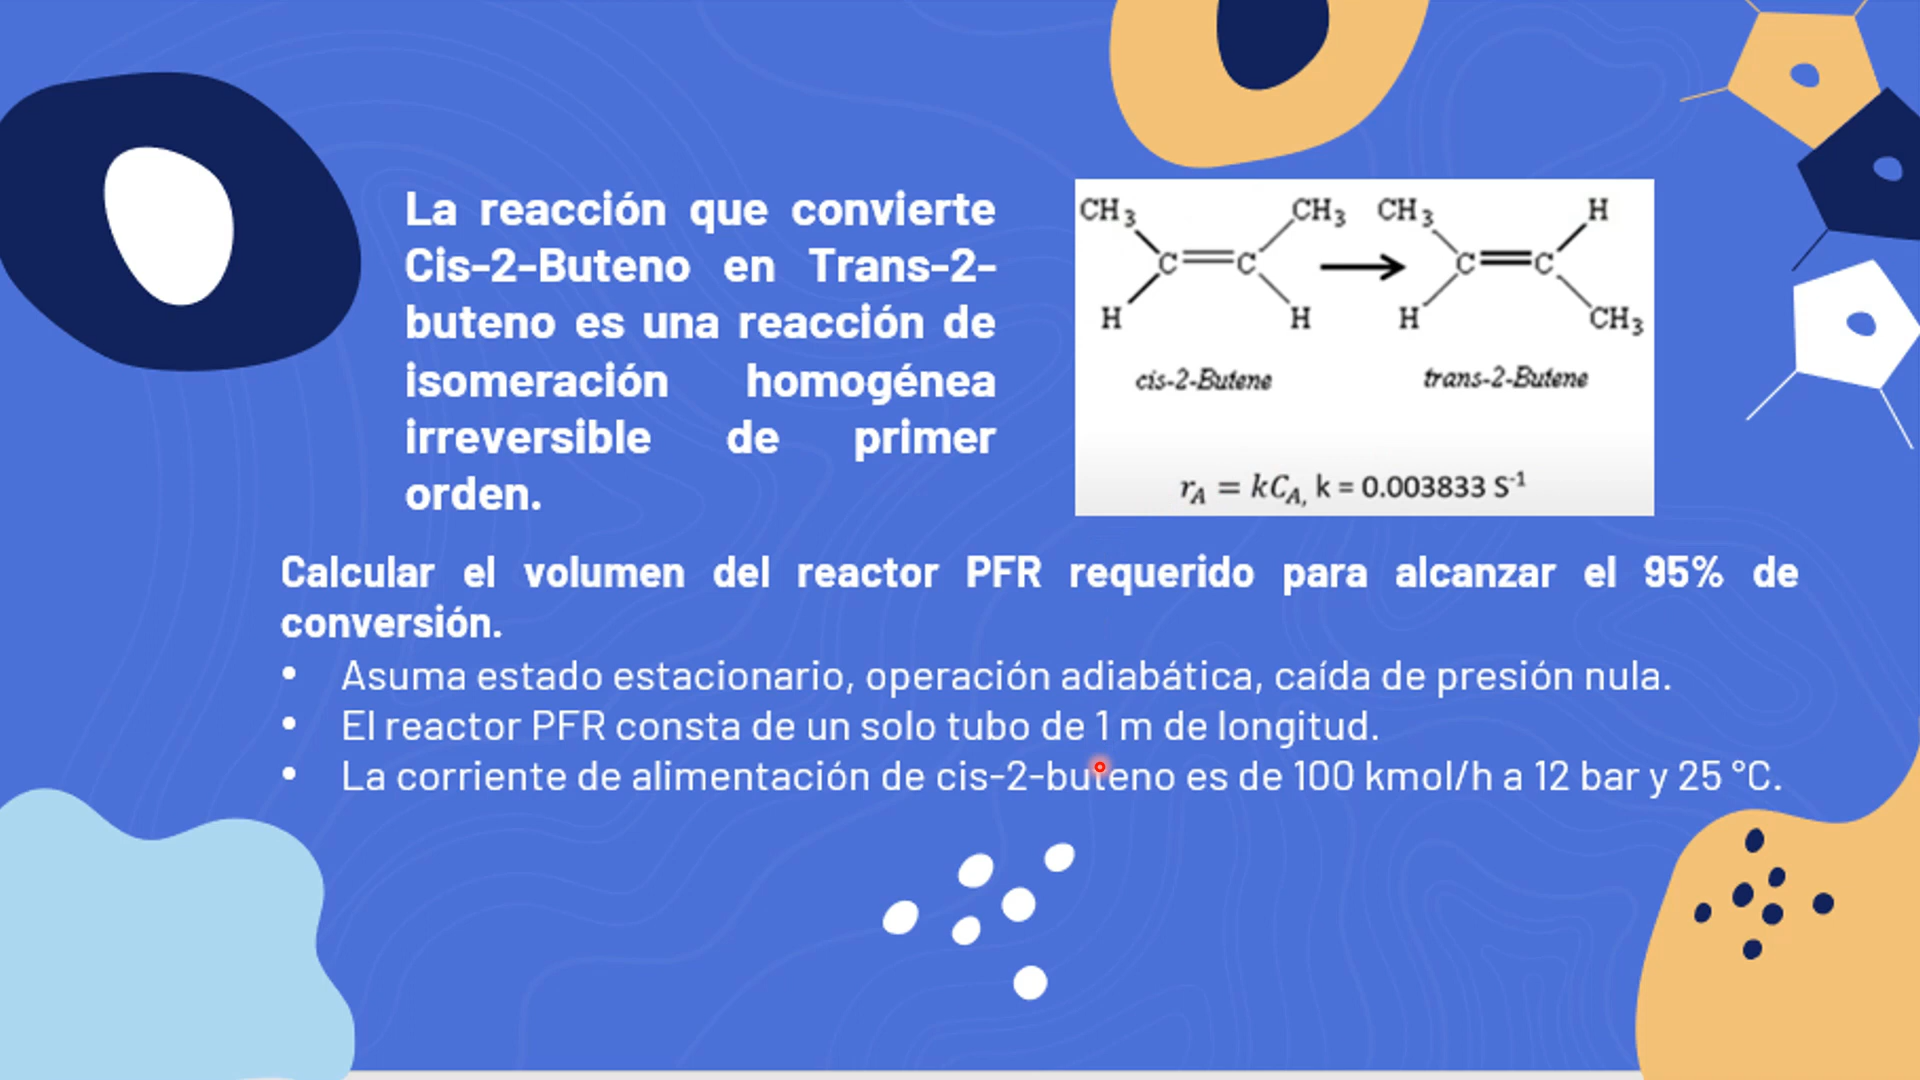 La reacción que convierte
Cis-2-Buteno en Trans-2-
buteno es una reacción de
isomeración homogénea
irreversible de primer
orden.
CH₃ CH₃ CH₃ H
C C C C
H H H CH₃
cis-2-Butene trans-2-Butene
r_A = kC_A, k = 0.003833 S⁻¹
Calcular el volumen del reactor PFR requerido para alcanzar el 95% de
conversión.
• Asuma estado estacionario, operación adiabática, caída de presión nula.
• El reactor PFR consta de un solo tubo de 1 m de longitud.
• La corriente de alimentación de cis-2-buteno es de 100 kmol/h a 12 bar y 25 °C.